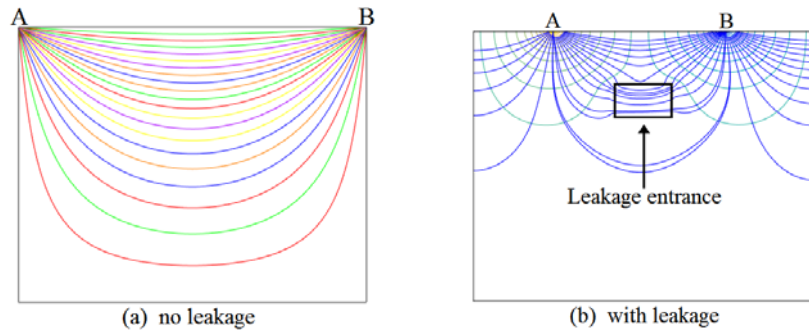 A B
A B
Leakage entrance
(a) no leakage
(b) with leakage